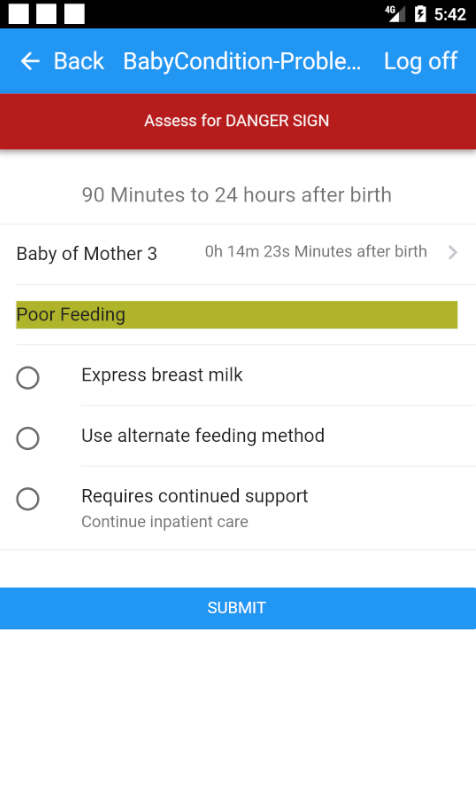 4G 5:42
Back BabyCondition-Proble... Log off
Assess for DANGER SIGN
90 Minutes to 24 hours after birth
Baby of Mother 3 0h 14m 23s Minutes after birth
Poor Feeding
Express breast milk
Use alternate feeding method
Requires continued support
Continue inpatient care
SUBMIT